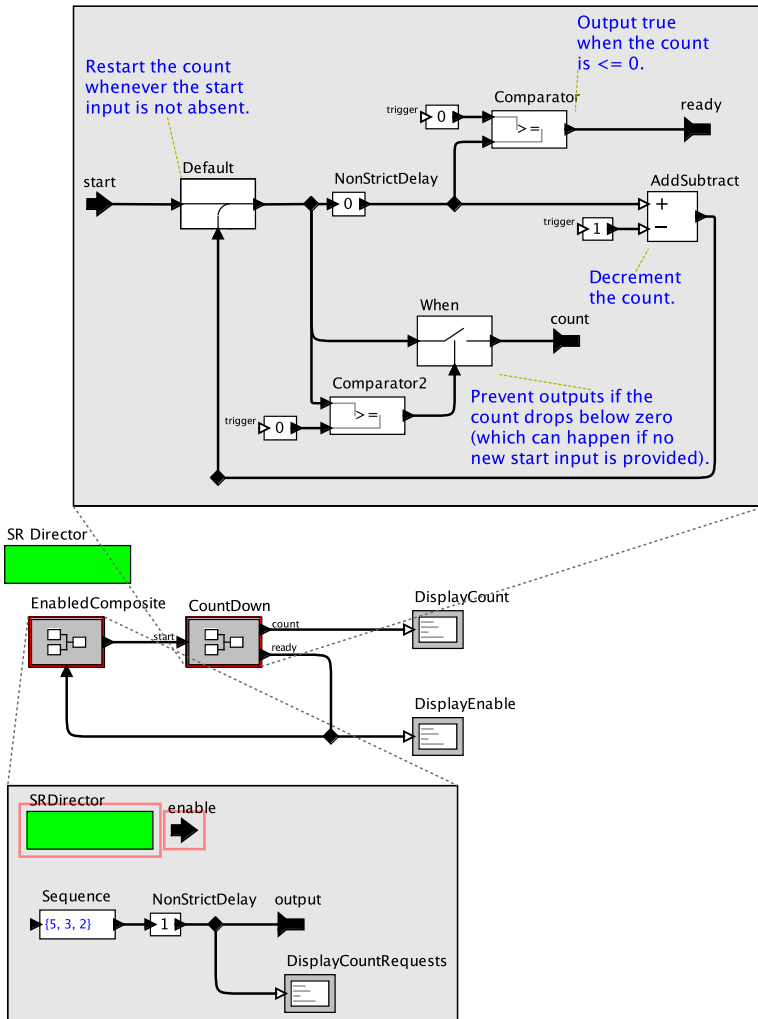 Output true
when the count
is <= 0.
Restart the count
whenever the start
input is not absent.
Comparator
trigger
0
>=
ready
Default
start
NonStrictDelay
0
AddSubtract
+
−
trigger
1
Decrement
the count.
When
count
Comparator2
trigger
0
>=
Prevent outputs if the
count drops below zero
(which can happen if no
new start input is provided).
SR Director
EnabledComposite
CountDown
start
count
ready
DisplayCount
DisplayEnable
SRDirector
enable
Sequence
{5, 3, 2}
NonStrictDelay
1
output
DisplayCountRequests